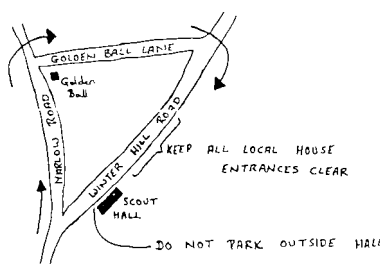 GOLDEN BALL LANE
Golden
Ball
MARLOW ROAD
WINTER HILL ROAD
KEEP ALL LOCAL HOUSE
ENTRANCES CLEAR
SCOUT
HALL
DO NOT PARK OUTSIDE HALL